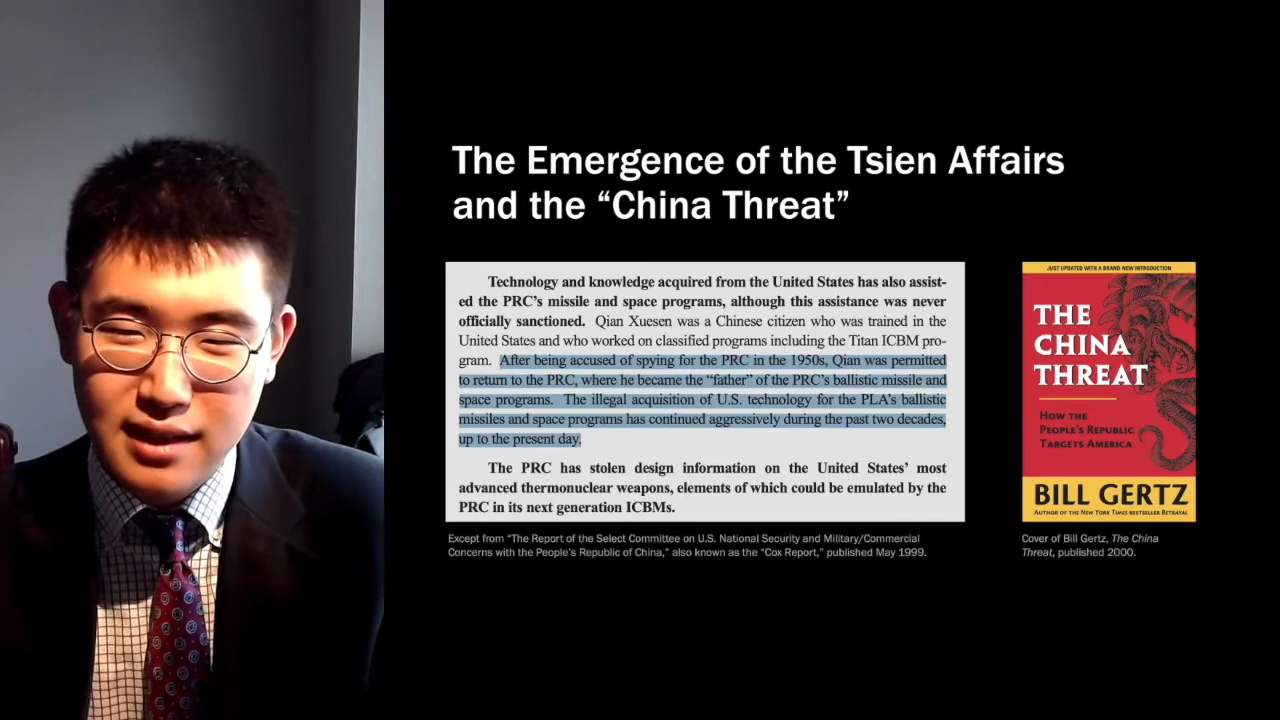 The Emergence of the Tsien Affairs
and the “China Threat”
Technology and knowledge acquired from the United States has also assist-
ed the PRC’s missile and space programs, although this assistance was never
officially sanctioned. Qian Xuesen was a Chinese citizen who was trained in the
United States and who worked on classified programs including the Titan ICBM pro-
gram. After being accused of spying for the PRC in the 1950s, Qian was permitted
to return to the PRC, where he became the “father” of the PRC’s ballistic missile and
space programs. The illegal acquisition of U.S. technology for the PLA’s ballistic
missiles and space programs has continued aggressively during the past two decades,
up to the present day.
The PRC has stolen design information on the United States’ most
advanced thermonuclear weapons, elements of which could be emulated by the
PRC in its next generation ICBMs.
Except from “The Report of the Select Committee on U.S. National Security and Military/Commercial
Concerns with the People’s Republic of China,” also known as the “Cox Report,” published May 1999.
JUST UPDATED WITH A BRAND-NEW INTRODUCTION
THE
CHINA
THREAT
HOW THE
PEOPLE’S REPUBLIC
TARGETS AMERICA
BILL GERTZ
AUTHOR OF THE NEW YORK TIMES BESTSELLER BETRAYAL
Cover of Bill Gertz, The China
Threat, published 2000.